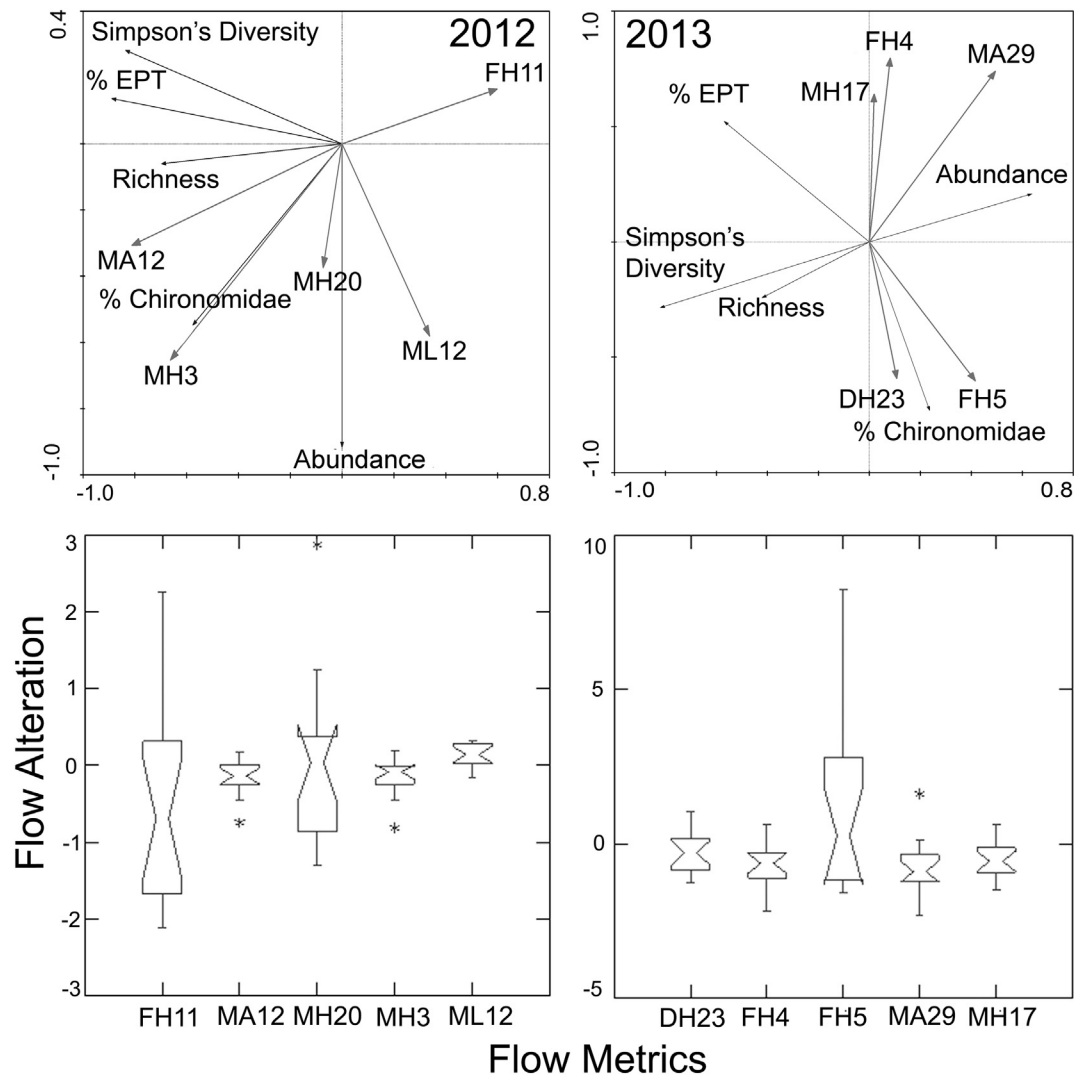 0.4
Simpson's Diversity
2012
% EPT
FH11
Richness
MA12
MH20
% Chironomidae
ML12
MH3
Abundance
-1.0
-1.0
0.8
1.0
2013
FH4
MA29
% EPT
MH17
Abundance
Simpson's
Diversity
Richness
DH23
FH5
% Chironomidae
-1.0
-1.0
0.8
Flow Alteration
3
2
1
0
-1
-2
-3
*
*
*
FH11 MA12 MH20 MH3 ML12
10
5
0
-5
*
DH23 FH4 FH5 MA29 MH17
Flow Metrics